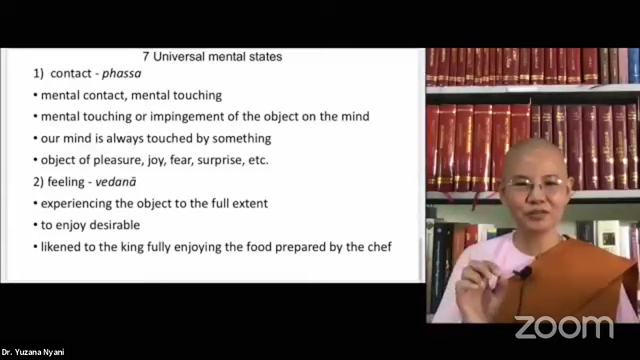 7 Universal mental states
1) contact - phassa
• mental contact, mental touching
• mental touching or impingement of the object on the mind
• our mind is always touched by something
• object of pleasure, joy, fear, surprise, etc.
2) feeling - vedanā
• experiencing the object to the full extent
• to enjoy desirable
• likened to the king fully enjoying the food prepared by the chef
zoom
Dr. Yuzana Nyani